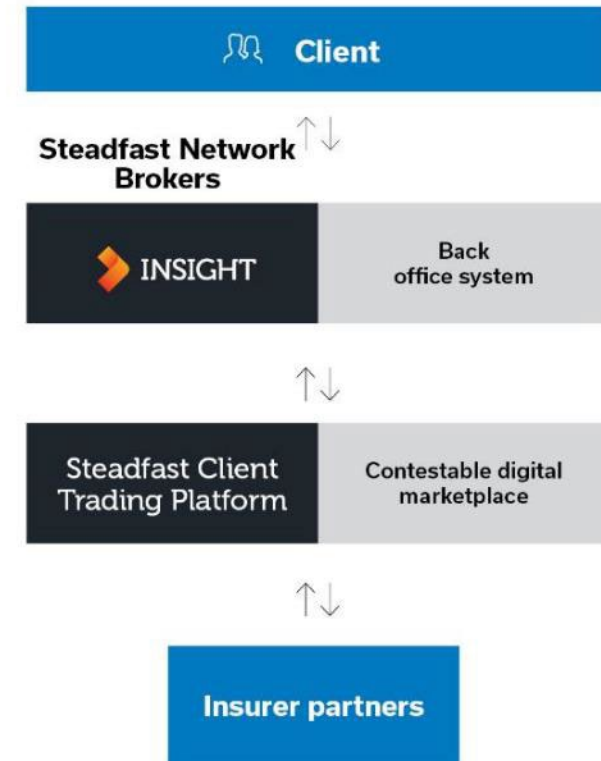 Client
Steadfast Network
Brokers
INSIGHT
Back
office system
Steadfast Client
Trading Platform
Contestable digital
marketplace
Insurer partners